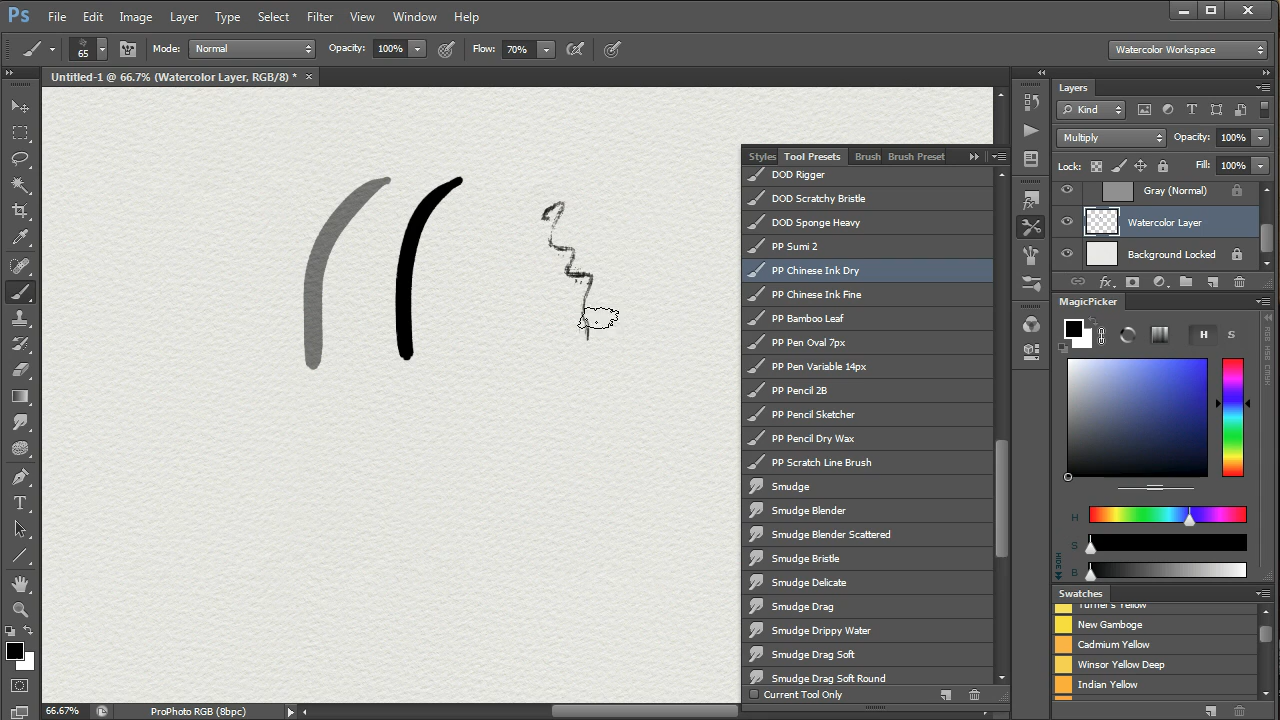 Ps File Edit Image Layer Type Select Filter View Window Help
65 Mode: Normal Opacity: 100% Flow: 70% Watercolor Workspace
Untitled-1 @ 66.7% (Watercolor Layer, RGB/8) * ×
Styles Tool Presets Brush Brush Preset
DOD Rigger
DOD Scratchy Bristle
DOD Sponge Heavy
PP Sumi 2
PP Chinese Ink Dry
PP Chinese Ink Fine
PP Bamboo Leaf
PP Pen Oval 7px
PP Pen Variable 14px
PP Pencil 2B
PP Pencil Sketcher
PP Pencil Dry Wax
PP Scratch Line Brush
Smudge
Smudge Blender
Smudge Blender Scattered
Smudge Bristle
Smudge Delicate
Smudge Drag
Smudge Drippy Water
Smudge Drag Soft
Smudge Drag Soft Round
Current Tool Only
Layers
Kind
Multiply Opacity: 100%
Lock: Fill: 100%
Gray (Normal)
Watercolor Layer
Background Locked
MagicPicker
H S
HSB RGB CMYK
H
S
B
HIDE
Swatches
Turner's Yellow
New Gamboge
Cadmium Yellow
Winsor Yellow Deep
Indian Yellow
66.67% ProPhoto RGB (8bpc)